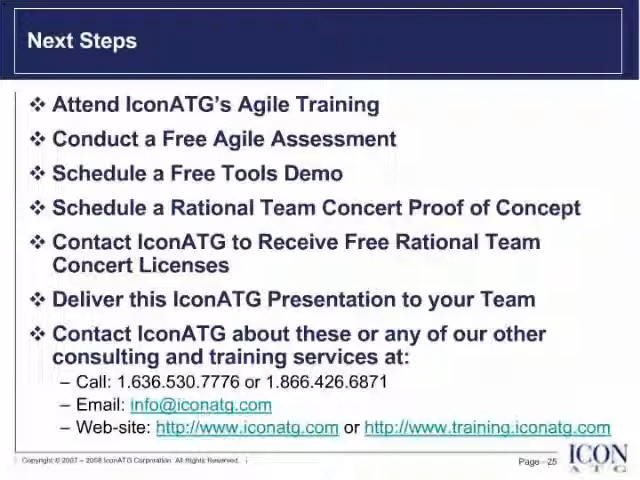 Next Steps
❖ Attend IconATG's Agile Training
❖ Conduct a Free Agile Assessment
❖ Schedule a Free Tools Demo
❖ Schedule a Rational Team Concert Proof of Concept
❖ Contact IconATG to Receive Free Rational Team
Concert Licenses
❖ Deliver this IconATG Presentation to your Team
❖ Contact IconATG about these or any of our other
consulting and training services at:
– Call: 1.636.530.7776 or 1.866.426.6871
– Email: info@iconatg.com
– Web-site: http://www.iconatg.com or http://www.training.iconatg.com
Copyright © 2007 – 2008 IconATG Corporation. All Rights Reserved. |
Page - 25
ICON
ATG